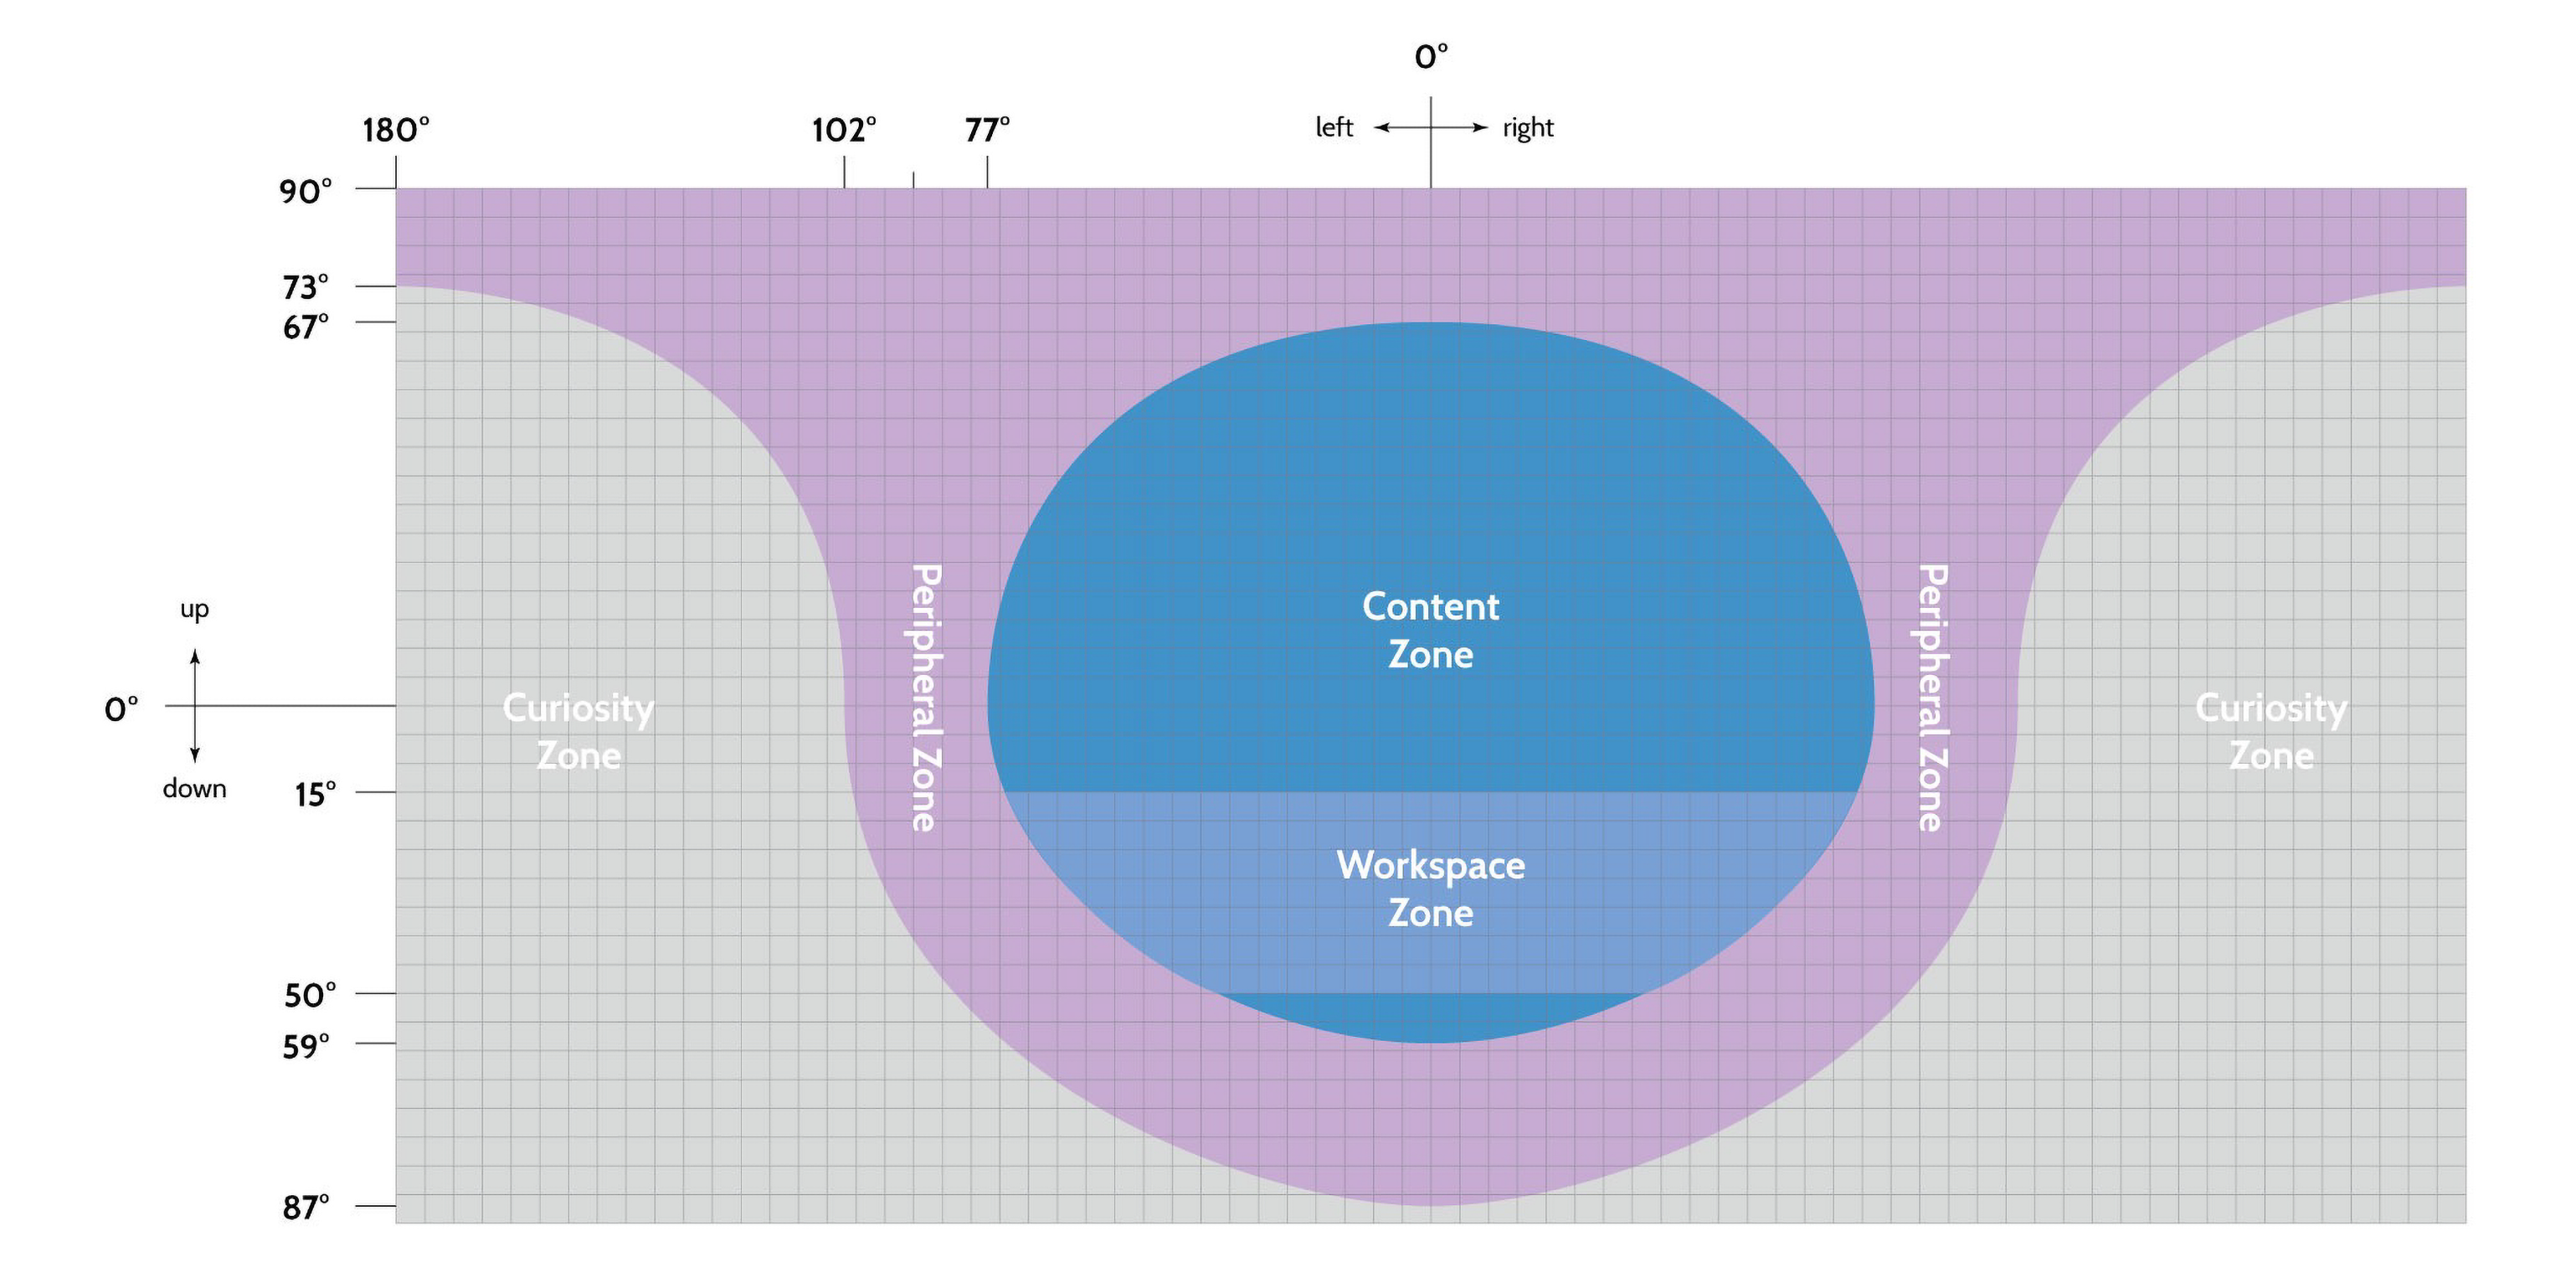 0°
left
right
180°
102°
77°
90°
73°
67°
up
0°
down
15°
50°
59°
87°
Curiosity
Zone
Peripheral Zone
Content
Zone
Workspace
Zone
Peripheral Zone
Curiosity
Zone